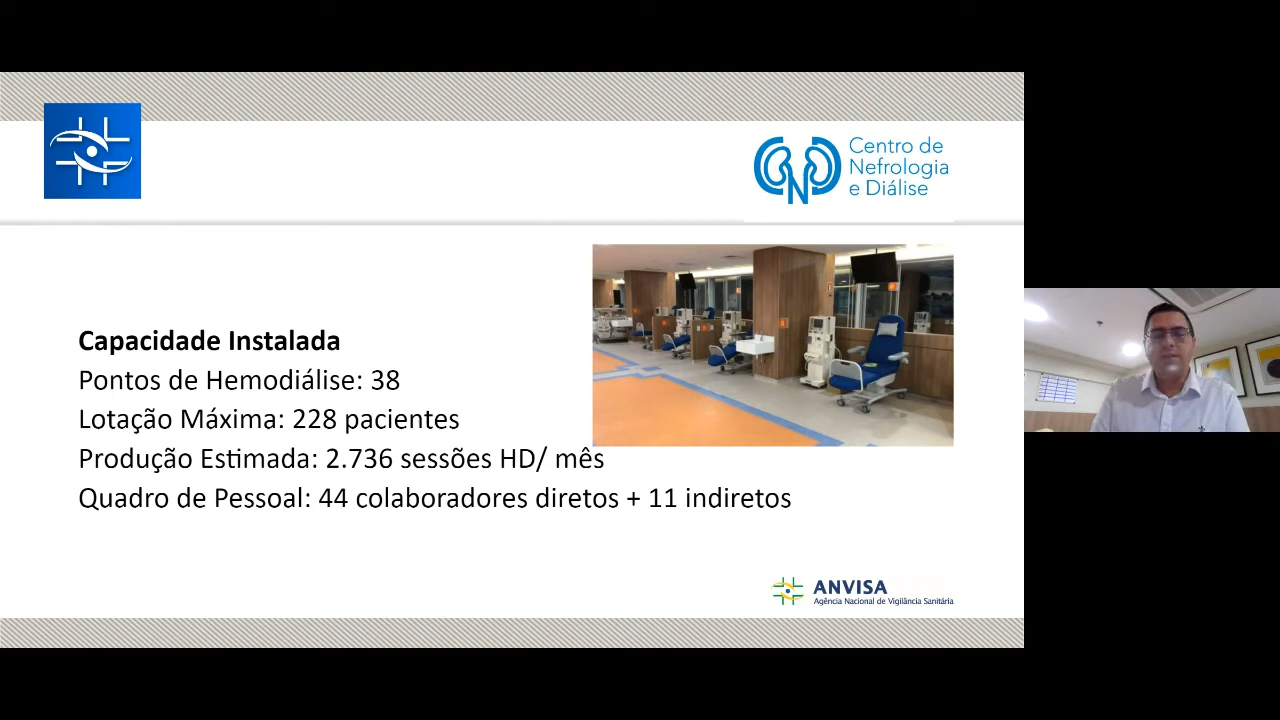 Centro de
Nefrologia
e Diálise
Capacidade Instalada
Pontos de Hemodiálise: 38
Lotação Máxima: 228 pacientes
Produção Estimada: 2.736 sessões HD/ mês
Quadro de Pessoal: 44 colaboradores diretos + 11 indiretos
ANVISA
Agência Nacional de Vigilância Sanitária